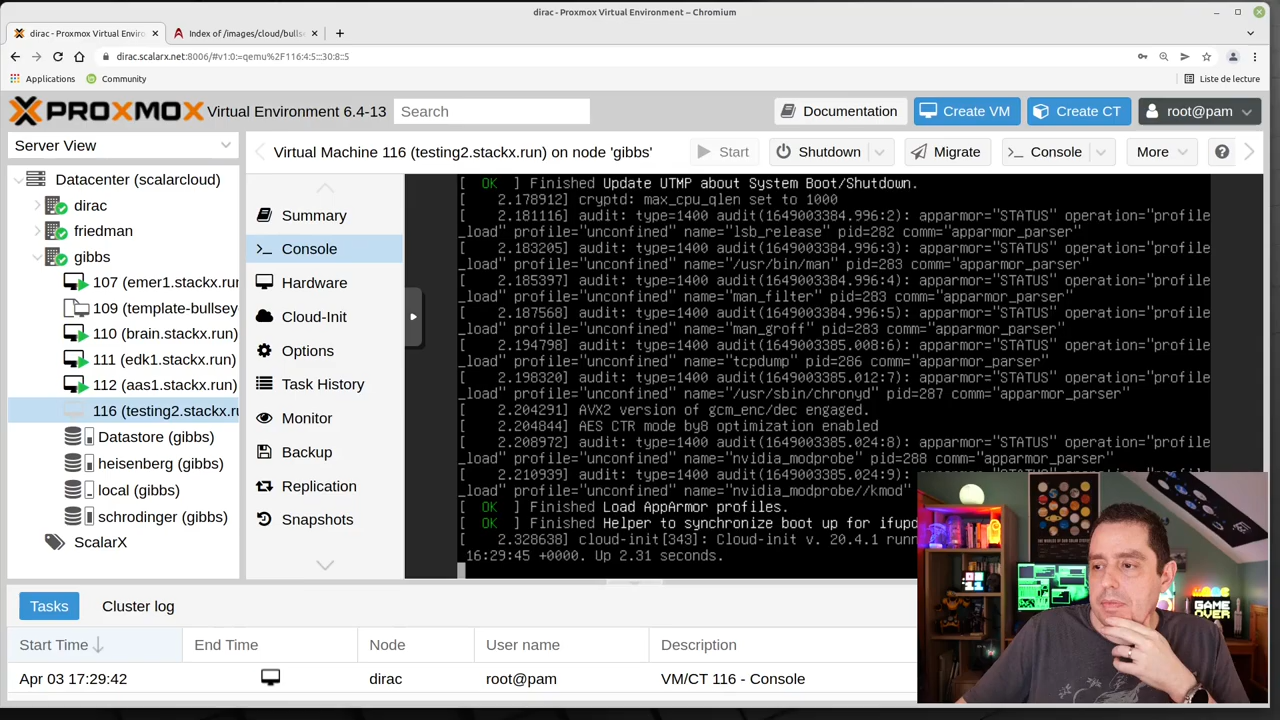 dirac - Proxmox Virtual Environment – Chromium
dirac - Proxmox Virtual Enviro
Index of /images/cloud/bulls
dirac.scalarx.net:8006/#v1:0:=qemu%2F116:4:5:::30:8::5
Applications
Community
Liste de lecture
PROXMOX Virtual Environment 6.4-13
Search
Documentation
Create VM
Create CT
root@pam
Server View
Virtual Machine 116 (testing2.stackx.run) on node 'gibbs'
Start
Shutdown
Migrate
Console
More
Datacenter (scalarcloud)
dirac
friedman
gibbs
107 (emer1.stackx.run
109 (template-bullsey
110 (brain.stackx.run)
111 (edk1.stackx.run)
112 (aas1.stackx.run)
116 (testing2.stackx.ru
Datastore (gibbs)
heisenberg (gibbs)
local (gibbs)
schrodinger (gibbs)
ScalarX
Summary
Console
Hardware
Cloud-Init
Options
Task History
Monitor
Backup
Replication
Snapshots
[ OK ] Finished Update UTMP about System Boot/Shutdown.
[ 2.178912] cryptd: max_cpu_qlen set to 1000
[ 2.181116] audit: type=1400 audit(1649003384.996:2): apparmor="STATUS" operation="profile
_load" profile="unconfined" name="lsb_release" pid=282 comm="apparmor_parser"
[ 2.183205] audit: type=1400 audit(1649003384.996:3): apparmor="STATUS" operation="profile
_load" profile="unconfined" name="/usr/bin/man" pid=283 comm="apparmor_parser"
[ 2.185397] audit: type=1400 audit(1649003384.996:4): apparmor="STATUS" operation="profile
_load" profile="unconfined" name="man_filter" pid=283 comm="apparmor_parser"
[ 2.187568] audit: type=1400 audit(1649003384.996:5): apparmor="STATUS" operation="profile
_load" profile="unconfined" name="man_groff" pid=283 comm="apparmor_parser"
[ 2.194798] audit: type=1400 audit(1649003385.008:6): apparmor="STATUS" operation="profile
_load" profile="unconfined" name="tcpdump" pid=286 comm="apparmor_parser"
[ 2.198320] audit: type=1400 audit(1649003385.012:7): apparmor="STATUS" operation="profile
_load" profile="unconfined" name="/usr/sbin/chronyd" pid=287 comm="apparmor_parser"
[ 2.204291] AVX2 version of gcm_enc/dec engaged.
[ 2.204844] AES CTR mode by8 optimization enabled
[ 2.208972] audit: type=1400 audit(1649003385.024:8): apparmor="STATUS" operation="profile
_load" profile="unconfined" name="nvidia_modprobe" pid=288 comm="apparmor_parser"
[ 2.210939] audit: type=1400 audit(1649003385.024:9): apparmor="STATUS" operation="profile
_load" profile="unconfined" name="nvidia_modprobe//kmod"
[ OK ] Finished Load AppArmor profiles.
[ OK ] Finished Helper to synchronize boot up for ifupd
[ 2.328638] cloud-init[343]: Cloud-init v. 20.4.1 runn
16:29:45 +0000. Up 2.31 seconds.
GAME
OVER
Tasks
Cluster log
Start Time
End Time
Node
User name
Description
Apr 03 17:29:42
dirac
root@pam
VM/CT 116 - Console